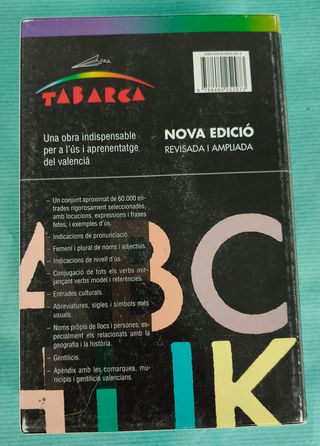 TABARCA
Una obra indispensable
per a l'ús i aprenentatge
del valencià
NOVA EDICIÓ
REVISADA I AMPLIADA
– Un conjunt aproximat de 60.000 en-
trades rigorosament seleccionades,
amb locucions, expressions i frases
fetes, i exemples d'ús.
– Indicacions de pronunciació.
– Femení i plural de noms i adjectius.
– Indicacions de nivell d'ús.
– Conjugació de tots els verbs mit-
jançant verbs model i referències.
– Entrades culturals.
– Abreviatures, sigles i símbols més
usuals.
– Noms pròpis de llocs i persones, es-
pecialment els relacionats amb la
geografia i la història.
– Gentilicis.
– Apèndix amb les comarques, mu-
nicipis i gentilicis valencians.
ABC
IJK